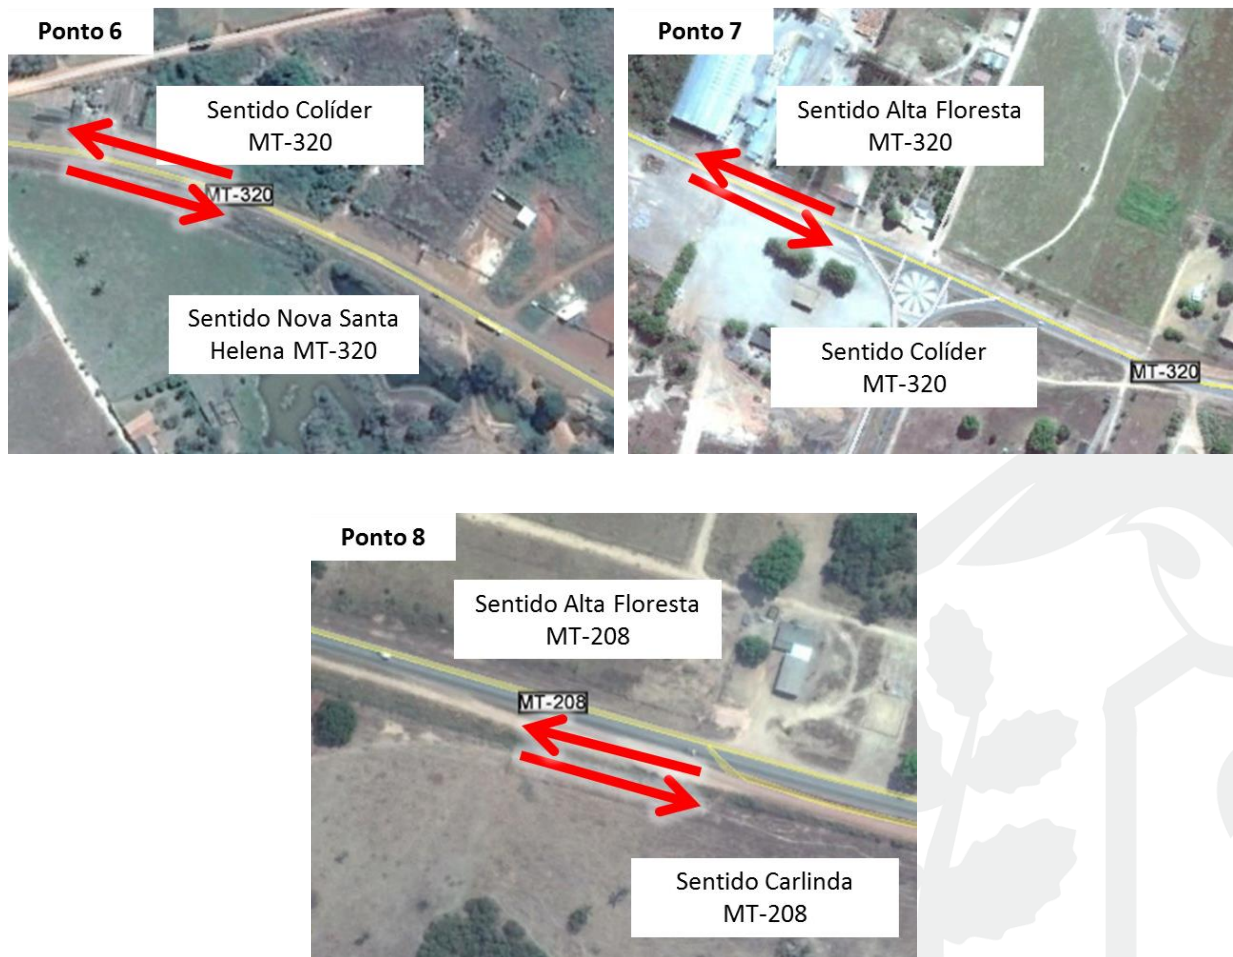 Ponto 6
Sentido Colíder
MT-320
MT-320
Sentido Nova Santa
Helena MT-320
Ponto 7
Sentido Alta Floresta
MT-320
Sentido Colíder
MT-320
MT-320
Ponto 8
Sentido Alta Floresta
MT-208
MT-208
Sentido Carlinda
MT-208